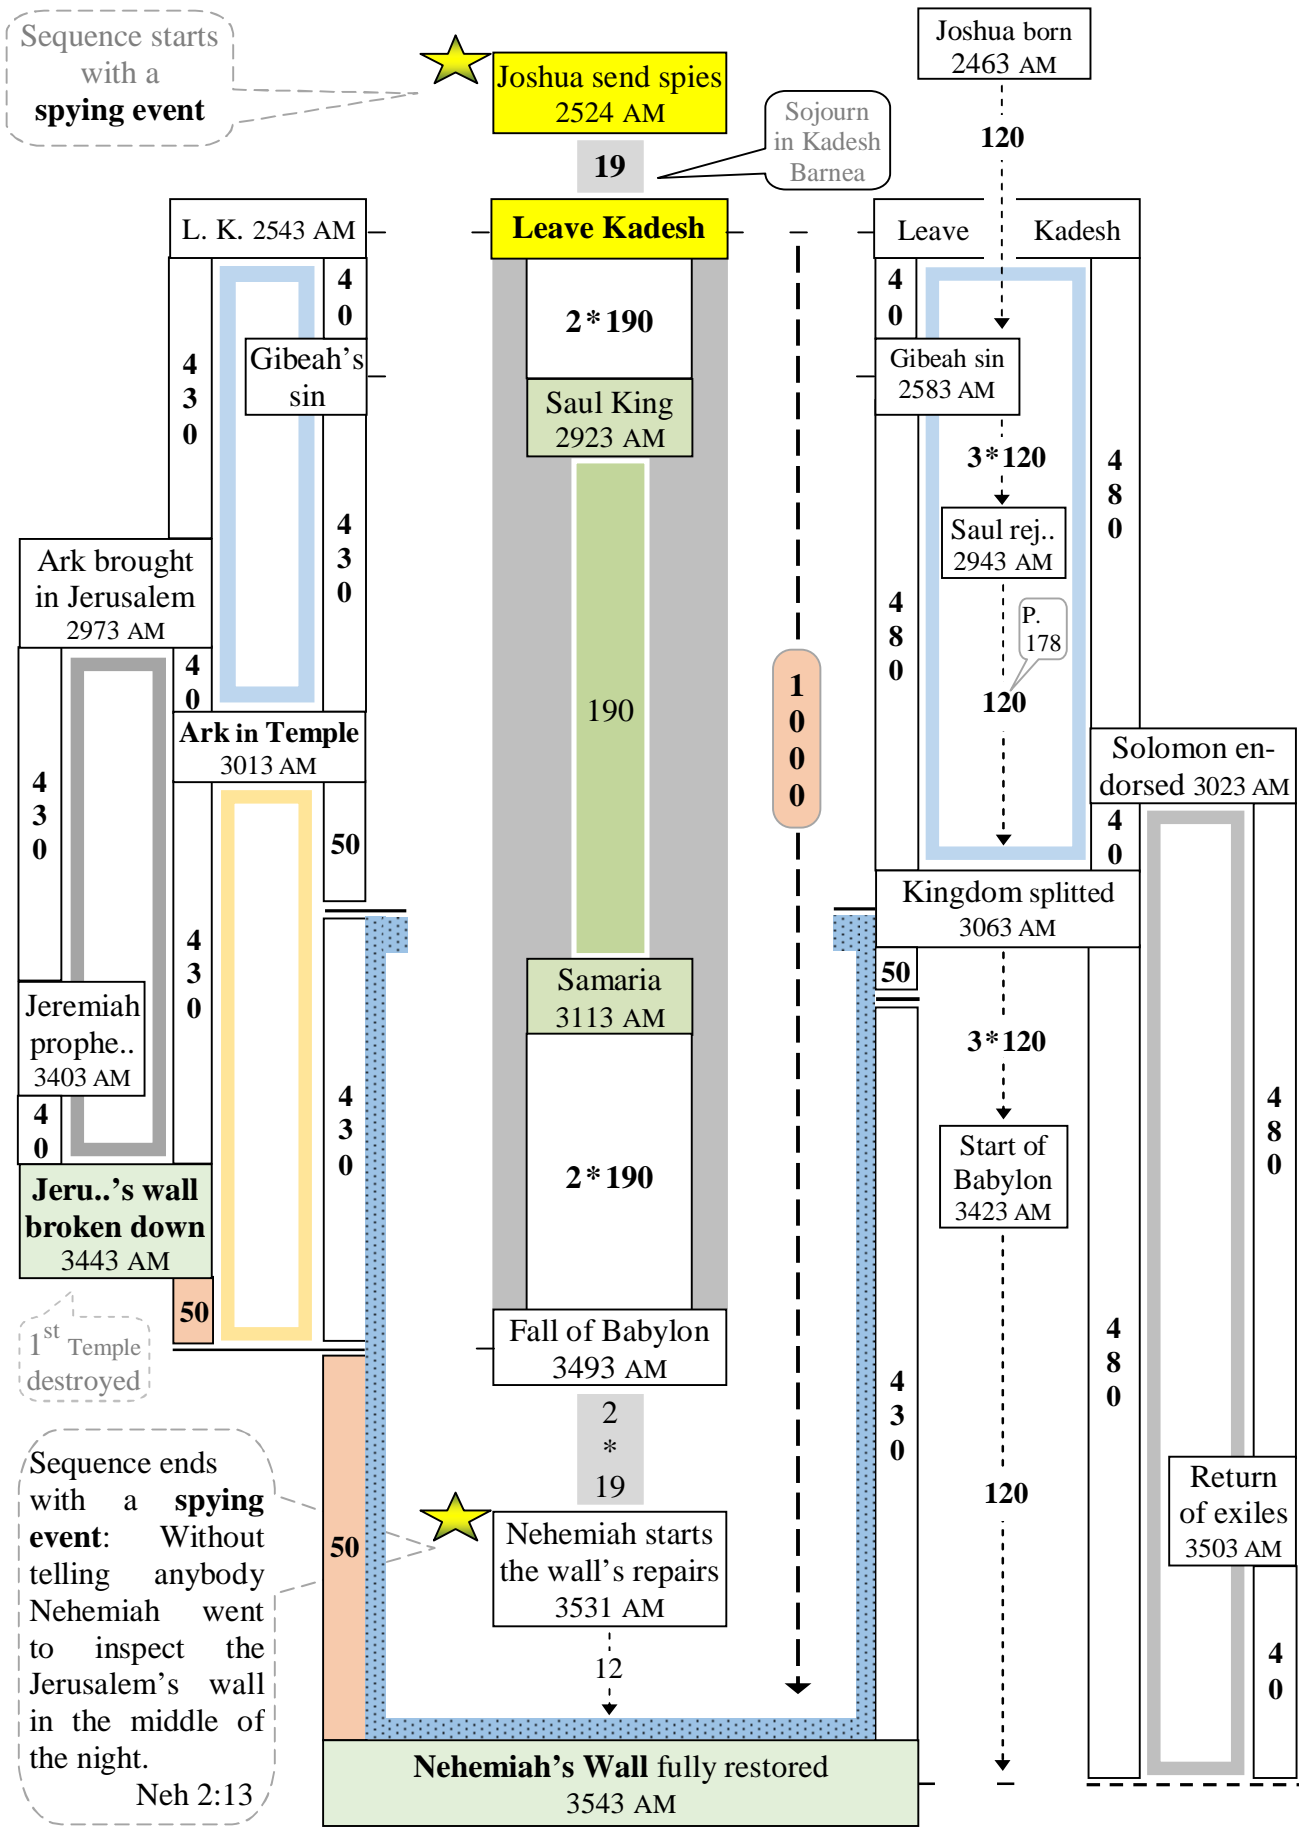 Sequence starts
with a
spying event
Joshua send spies
2524 AM
Joshua born
2463 AM
120
19
Sojourn
in Kadesh
Barnea
L. K. 2543 AM
Leave Kadesh
Leave Kadesh
4
3
0
4
0
Gibeah's
sin
4
3
0
2*190
Saul King
2923 AM
190
1
0
0
0
4
0
Gibeah sin
2583 AM
3*120
Saul rej..
2943 AM
P.
178
120
4
8
0
4
8
0
Ark brought
in Jerusalem
2973 AM
4
0
Ark in Temple
3013 AM
4
3
0
50
4
3
0
Solomon en-
dorsed 3023 AM
4
0
Kingdom splitted
3063 AM
50
Samaria
3113 AM
Jeremiah
prophe..
3403 AM
4
0
4
3
0
2*190
3*120
Start of
Babylon
3423 AM
4
8
0
Jeru..'s wall
broken down
3443 AM
50
1st Temple
destroyed
Fall of Babylon
3493 AM
2
*
19
4
3
0
4
8
0
Sequence ends
with a spying
event: Without
telling anybody
Nehemiah went
to inspect the
Jerusalem's wall
in the middle of
the night.
Neh 2:13
50
Nehemiah starts
the wall's repairs
3531 AM
12
120
Return
of exiles
3503 AM
4
0
Nehemiah's Wall fully restored
3543 AM